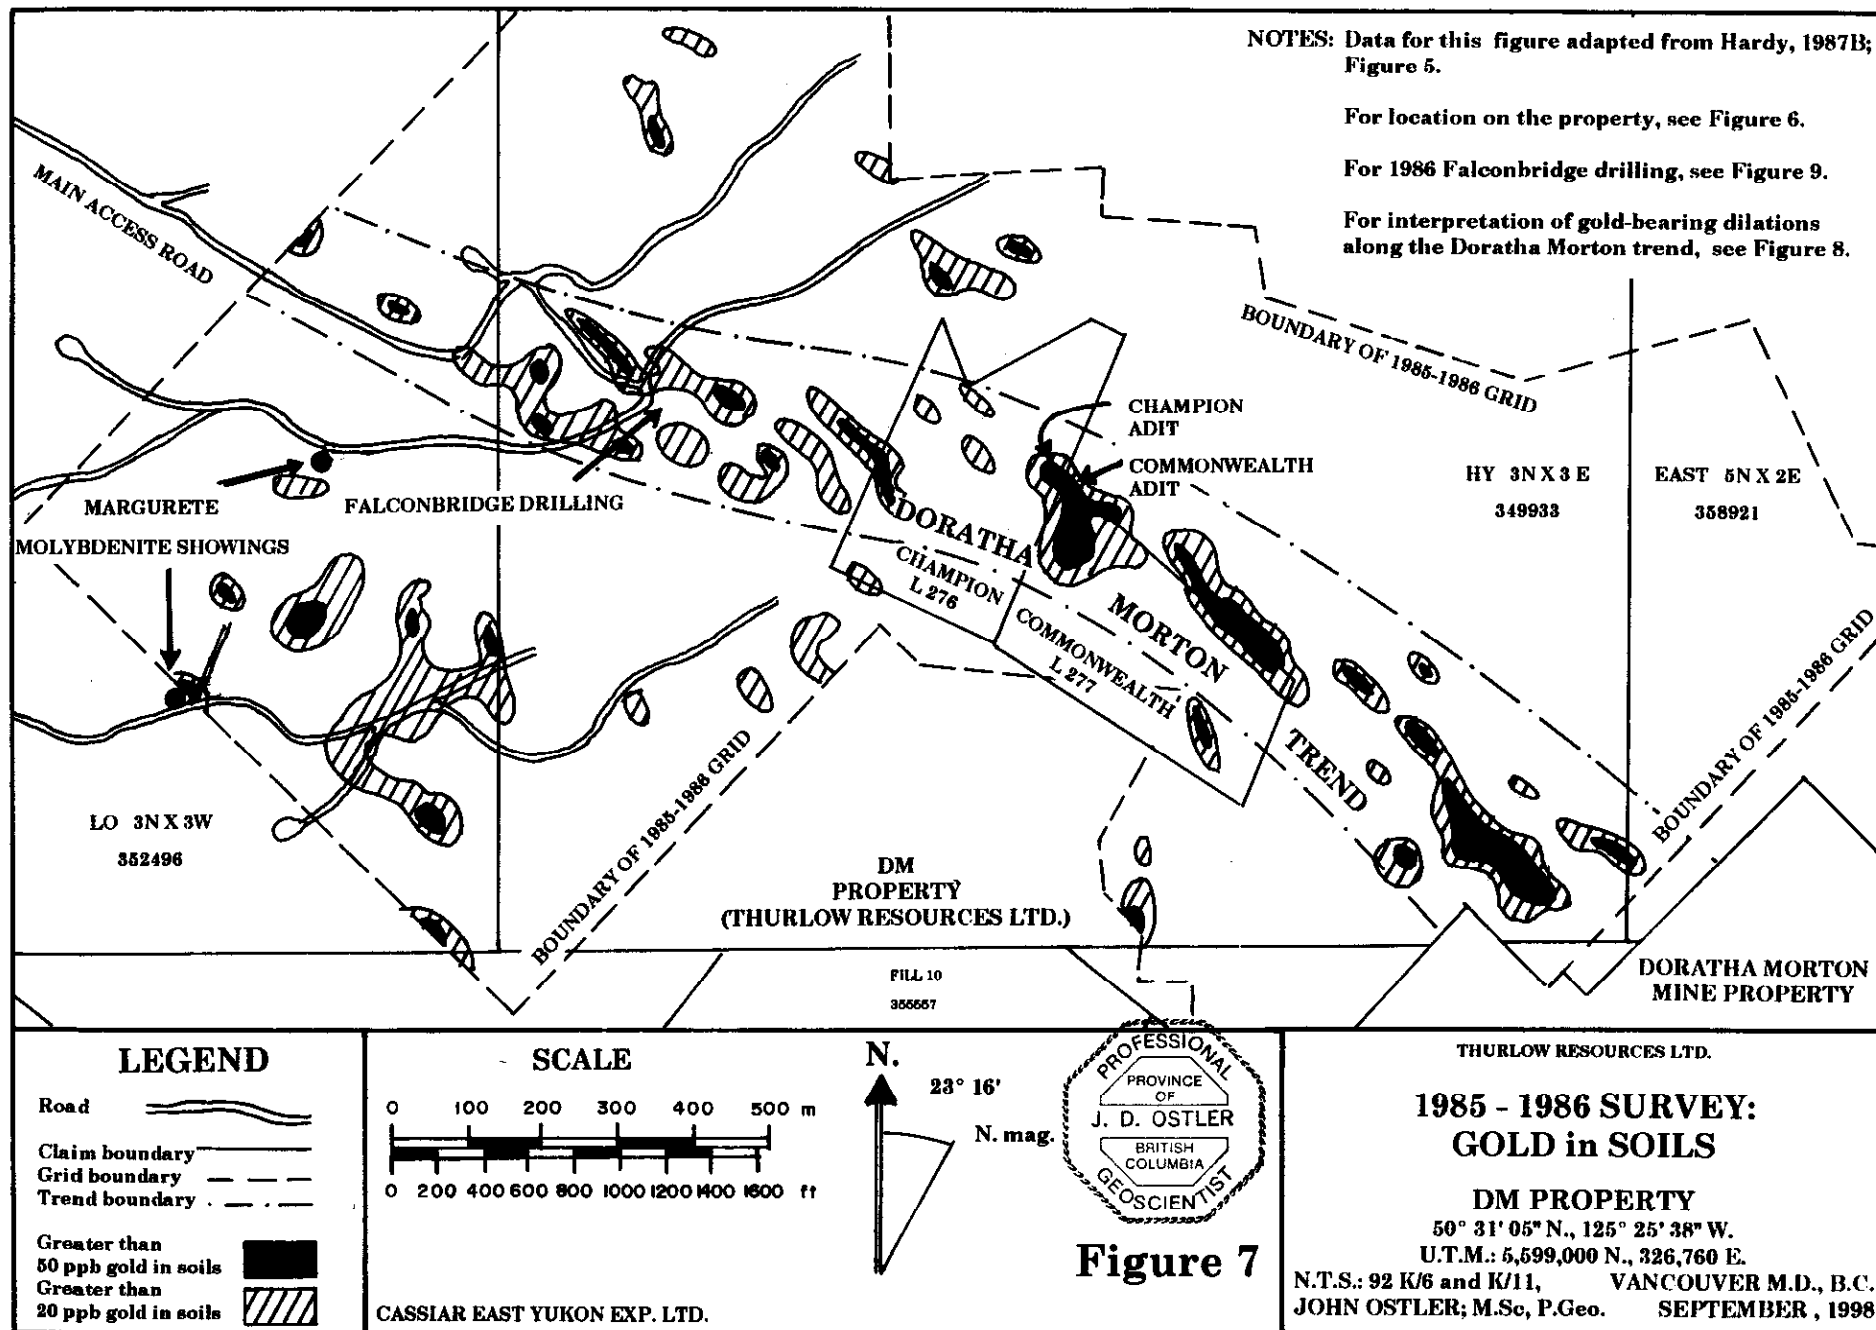 NOTES: Data for this figure adapted from Hardy, 1987B;
Figure 5.
For location on the property, see Figure 6.
For 1986 Falconbridge drilling, see Figure 9.
For interpretation of gold-bearing dilations
along the Doratha Morton trend, see Figure 8.
MAIN ACCESS ROAD
BOUNDARY OF 1985-1986 GRID
CHAMPION
ADIT
COMMONWEALTH
ADIT
HY 3N X 3 E
349933
EAST 5N X 2E
358921
MARGURETE
FALCONBRIDGE DRILLING
MOLYBDENITE SHOWINGS
DORATHA
MORTON
TREND
CHAMPION
L 276
COMMONWEALTH
L 277
BOUNDARY OF 1985-1986 GRID
BOUNDARY OF 1985-1986 GRID
LO 3N X 3W
352496
DM
PROPERTY
(THURLOW RESOURCES LTD.)
FILL 10
355557
DORATHA MORTON
MINE PROPERTY
LEGEND
Road
Claim boundary
Grid boundary
Trend boundary
Greater than
50 ppb gold in soils
Greater than
20 ppb gold in soils
SCALE
0 100 200 300 400 500 m
0 200 400 600 800 1000 1200 1400 1600 ft
CASSIAR EAST YUKON EXP. LTD.
N.
23° 16'
N. mag.
PROFESSIONAL
PROVINCE
OF
J. D. OSTLER
BRITISH
COLUMBIA
GEOSCIENTIST
Figure 7
THURLOW RESOURCES LTD.
1985 - 1986 SURVEY:
GOLD in SOILS
DM PROPERTY
50° 31' 05" N., 125° 25' 38" W.
U.T.M.: 5,599,000 N., 326,760 E.
N.T.S.: 92 K/6 and K/11, VANCOUVER M.D., B.C.
JOHN OSTLER; M.Sc, P.Geo. SEPTEMBER , 1998